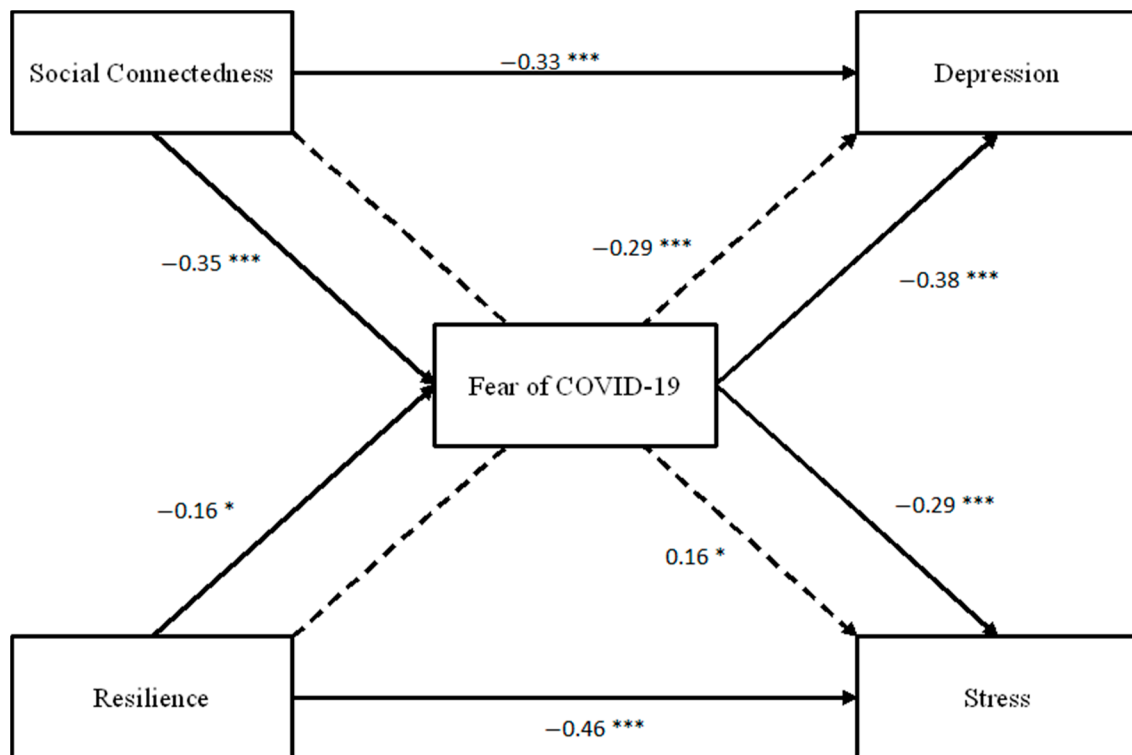 Social Connectedness
−0.33 ***
Depression
−0.35 ***
−0.29 ***
−0.38 ***
Fear of COVID-19
−0.16 *
−0.29 ***
0.16 *
Resilience
−0.46 ***
Stress